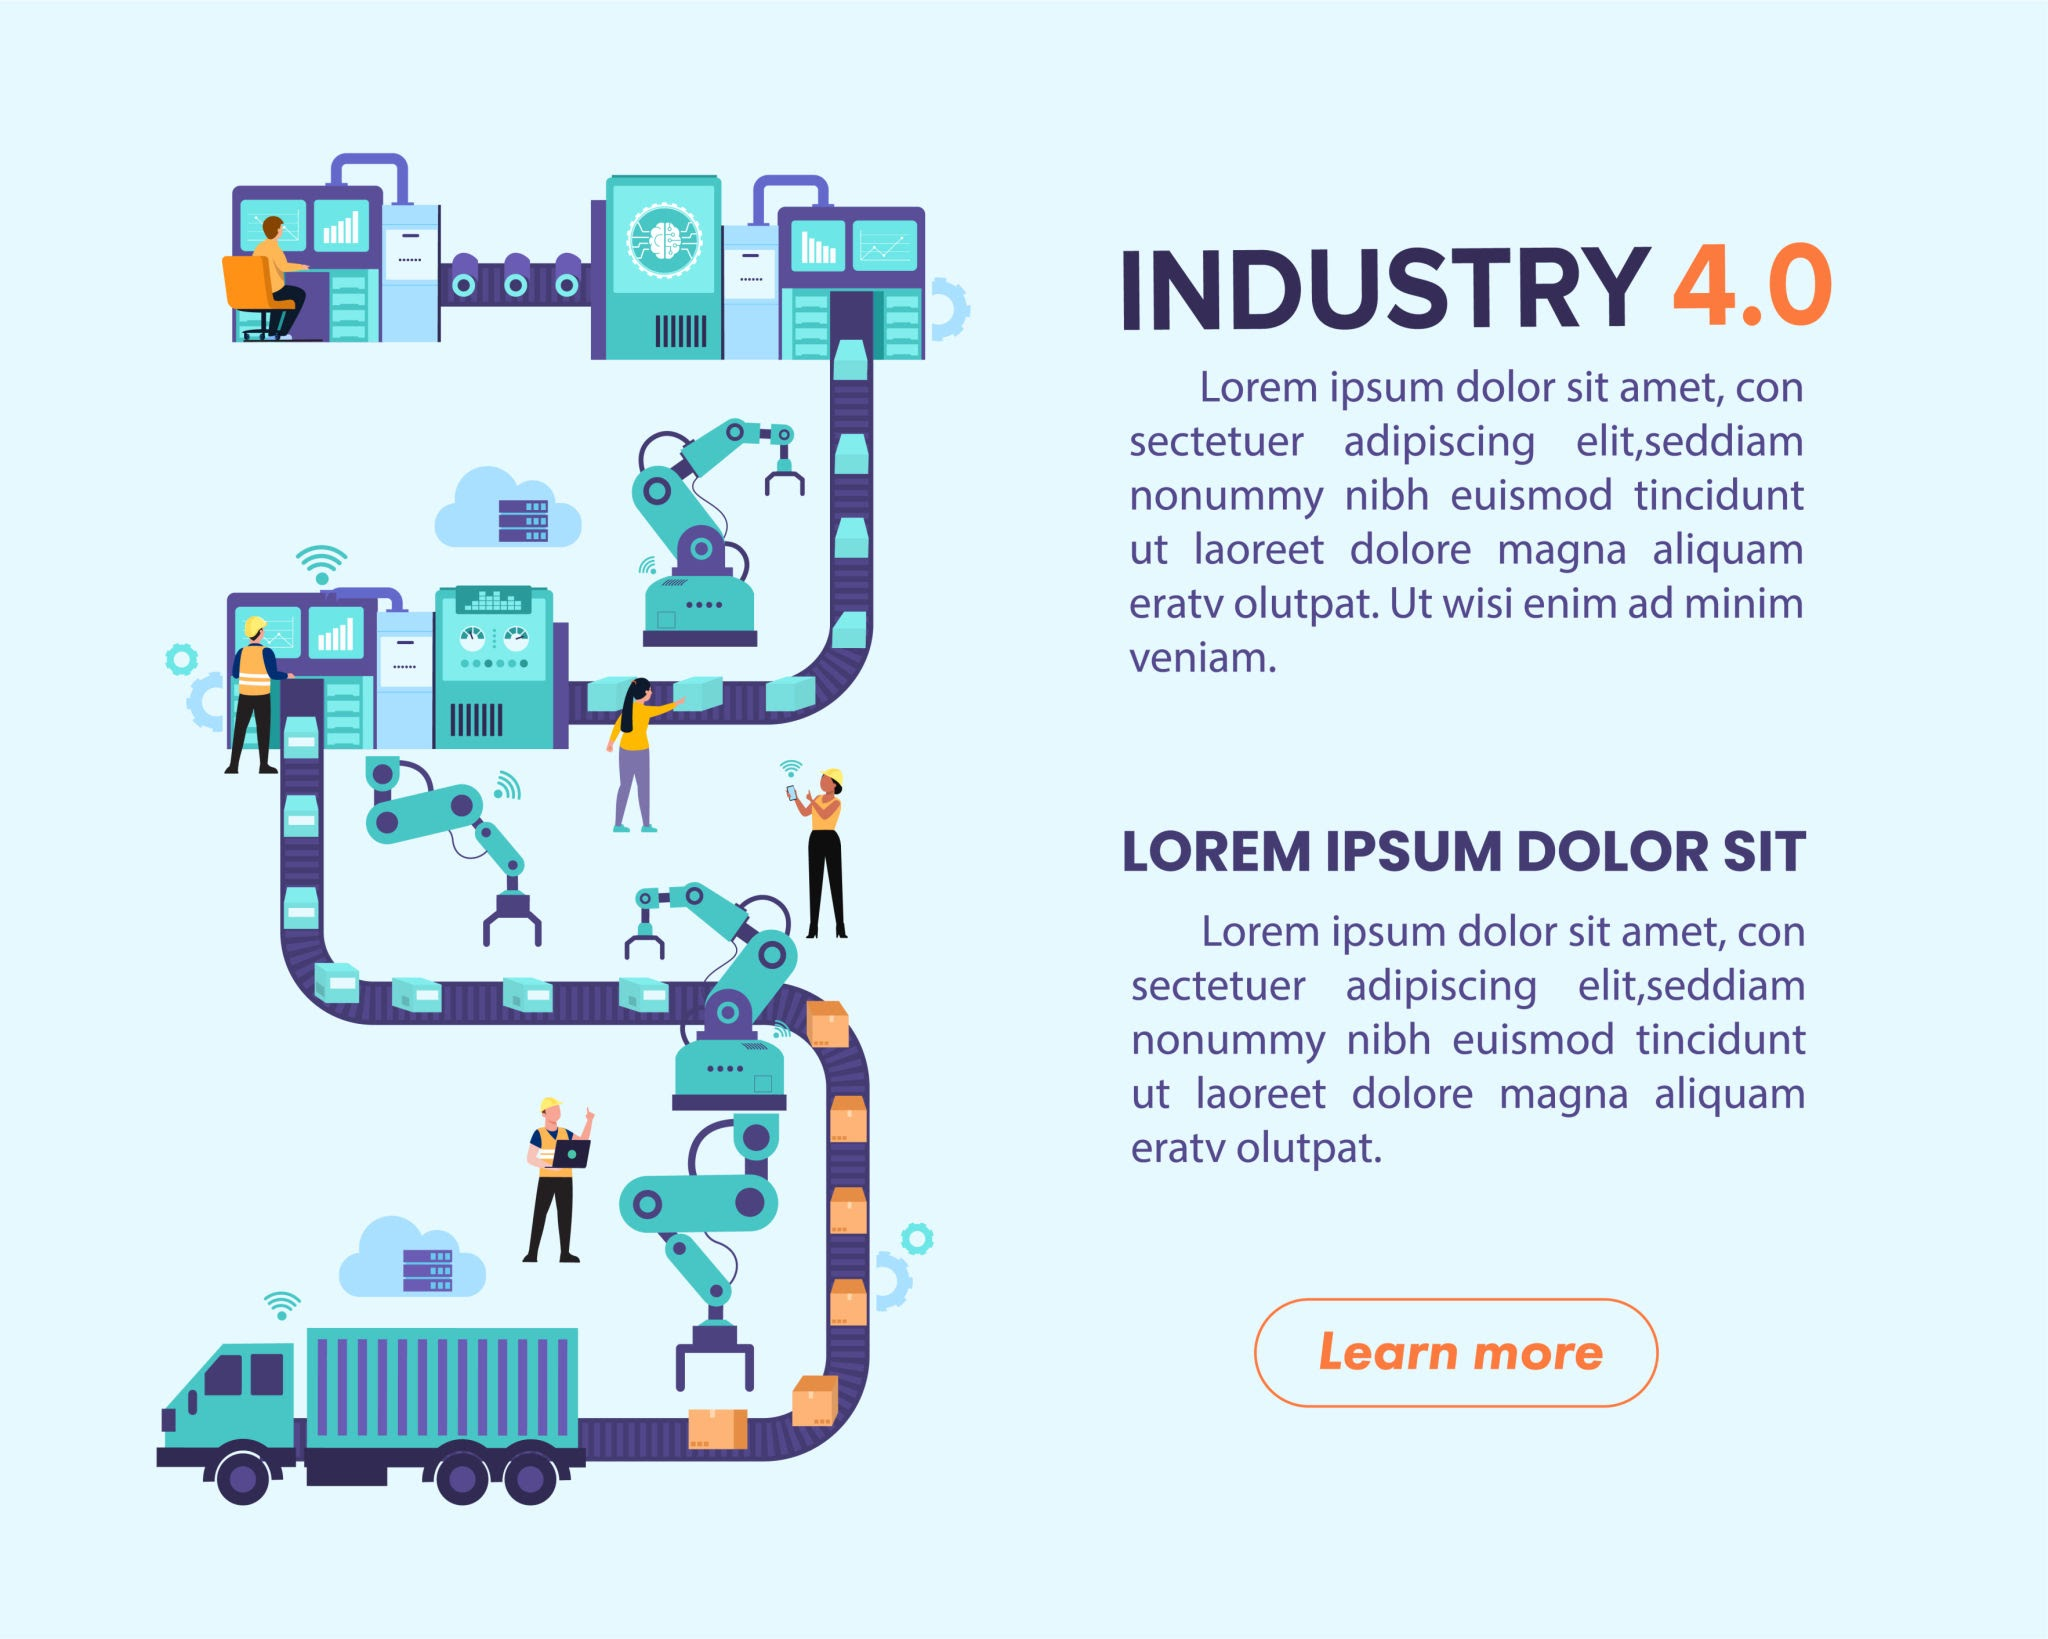 INDUSTRY 4.0
Lorem ipsum dolor sit amet, con
sectetuer adipiscing elit,seddiam
nonummy nibh euismod tincidunt
ut laoreet dolore magna aliquam
eratv olutpat. Ut wisi enim ad minim
veniam.
LOREM IPSUM DOLOR SIT
Lorem ipsum dolor sit amet, con
sectetuer adipiscing elit,seddiam
nonummy nibh euismod tincidunt
ut laoreet dolore magna aliquam
eratv olutpat.
Learn more